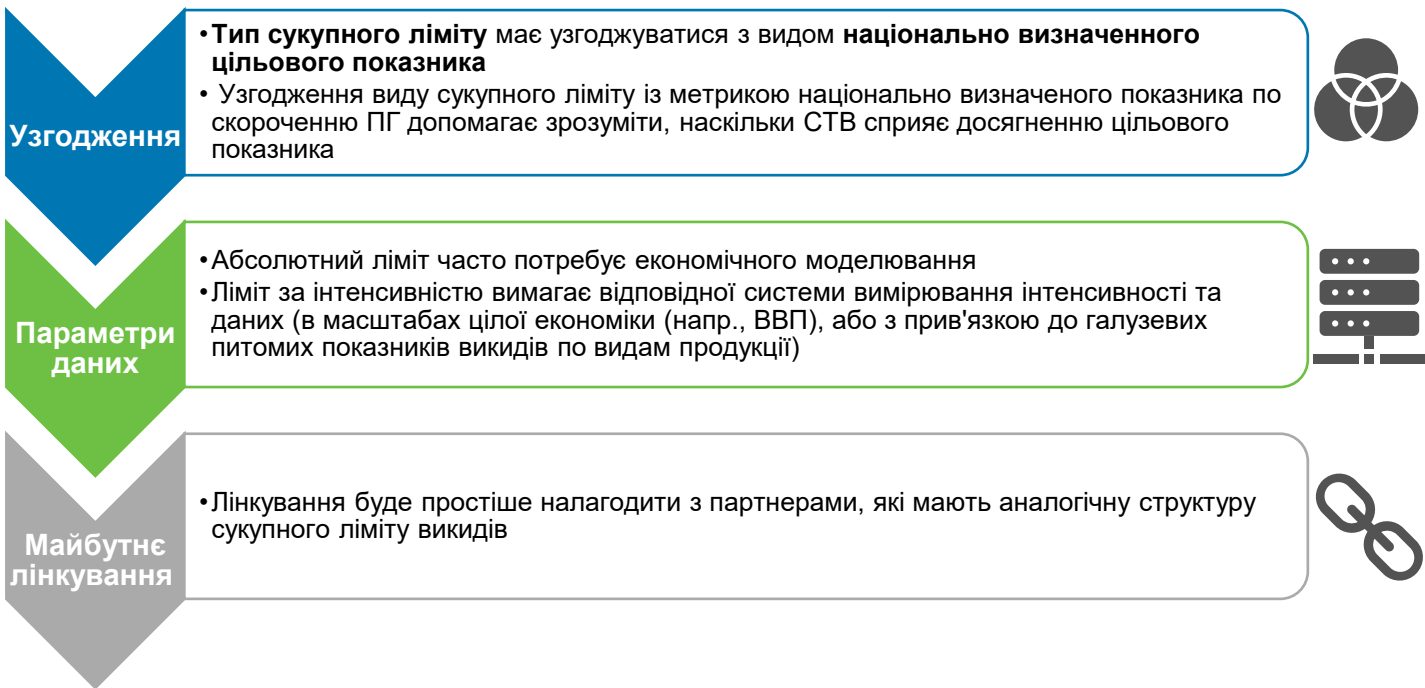 Узгодження
•Тип сукупного ліміту має узгоджуватися з видом національно визначенного
цільового показника
• Узгодження виду сукупного ліміту із метрикою національно визначеного показника по
скороченню ПГ допомагає зрозуміти, наскільки СТВ сприяє досягненню цільового
показника
Параметри
даних
•Абсолютний ліміт часто потребує економічного моделювання
•Ліміт за інтенсивністю вимагає відповідної системи вимірювання інтенсивності та
даних (в масштабах цілої економіки (напр., ВВП), або з прив'язкою до галузевих
питомих показників викидів по видам продукції)
Майбутнє
лінкування
•Лінкування буде простіше налагодити з партнерами, які мають аналогічну структуру
сукупного ліміту викидів